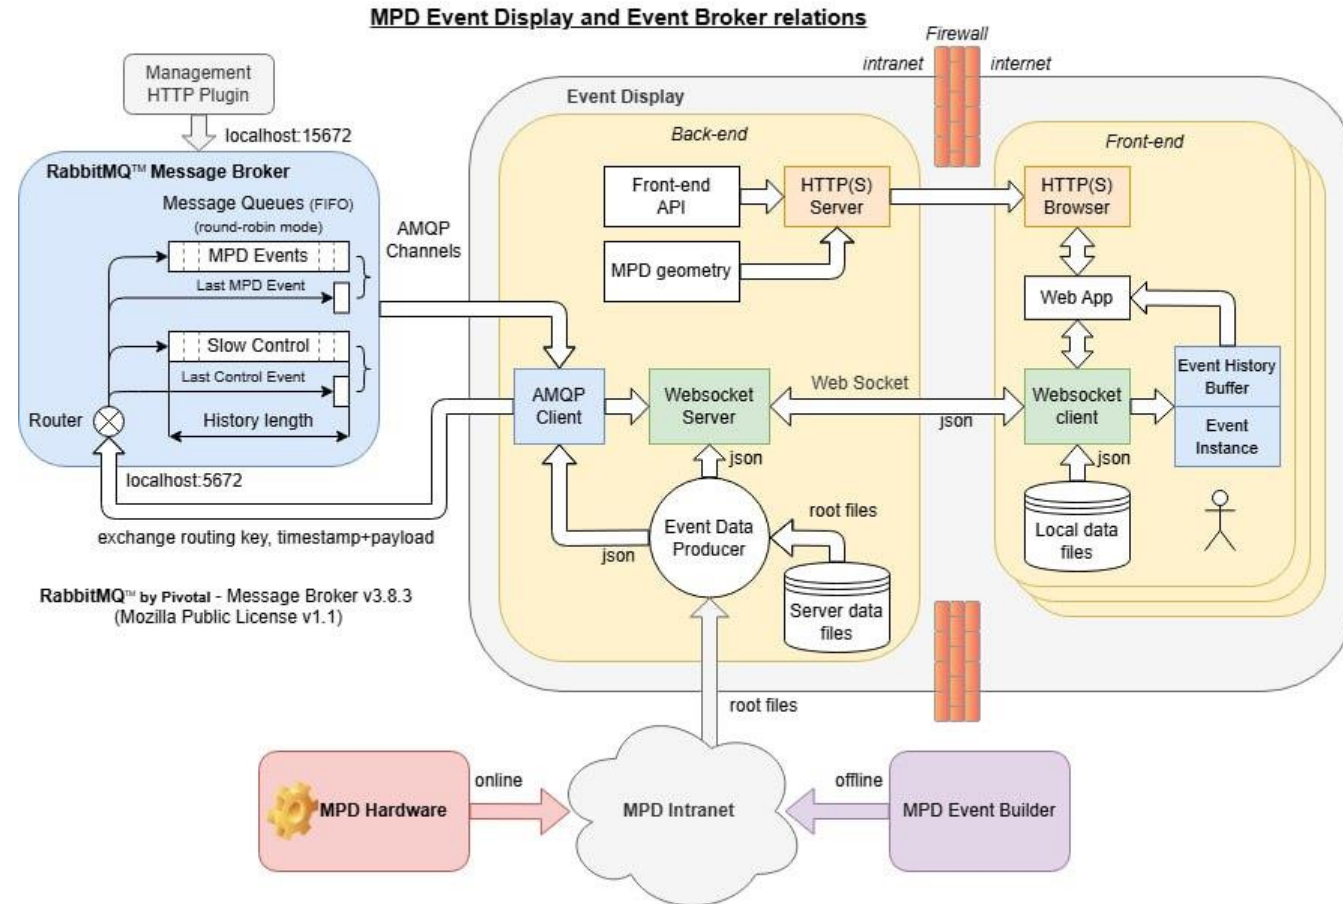 MPD Event Display and Event Broker relations
Firewall
intranet
internet
Management
HTTP Plugin
localhost:15672
RabbitMQ™ Message Broker
Message Queues (FIFO)
(round-robin mode)
MPD Events
Last MPD Event
Slow Control
Last Control Event
Router
History length
localhost:5672
AMQP
Channels
exchange routing key, timestamp+payload
RabbitMQ™ by Pivotal - Message Broker v3.8.3
(Mozilla Public License v1.1)
Event Display
Back-end
Front-end
API
HTTP(S)
Server
MPD geometry
AMQP
Client
Websocket
Server
Web Socket
json
json
json
Event Data
Producer
root files
Server data
files
Front-end
HTTP(S)
Browser
Web App
Websocket
client
Event History
Buffer
Event
Instance
json
Local data
files
root files
MPD Hardware
online
MPD Intranet
offline
MPD Event Builder